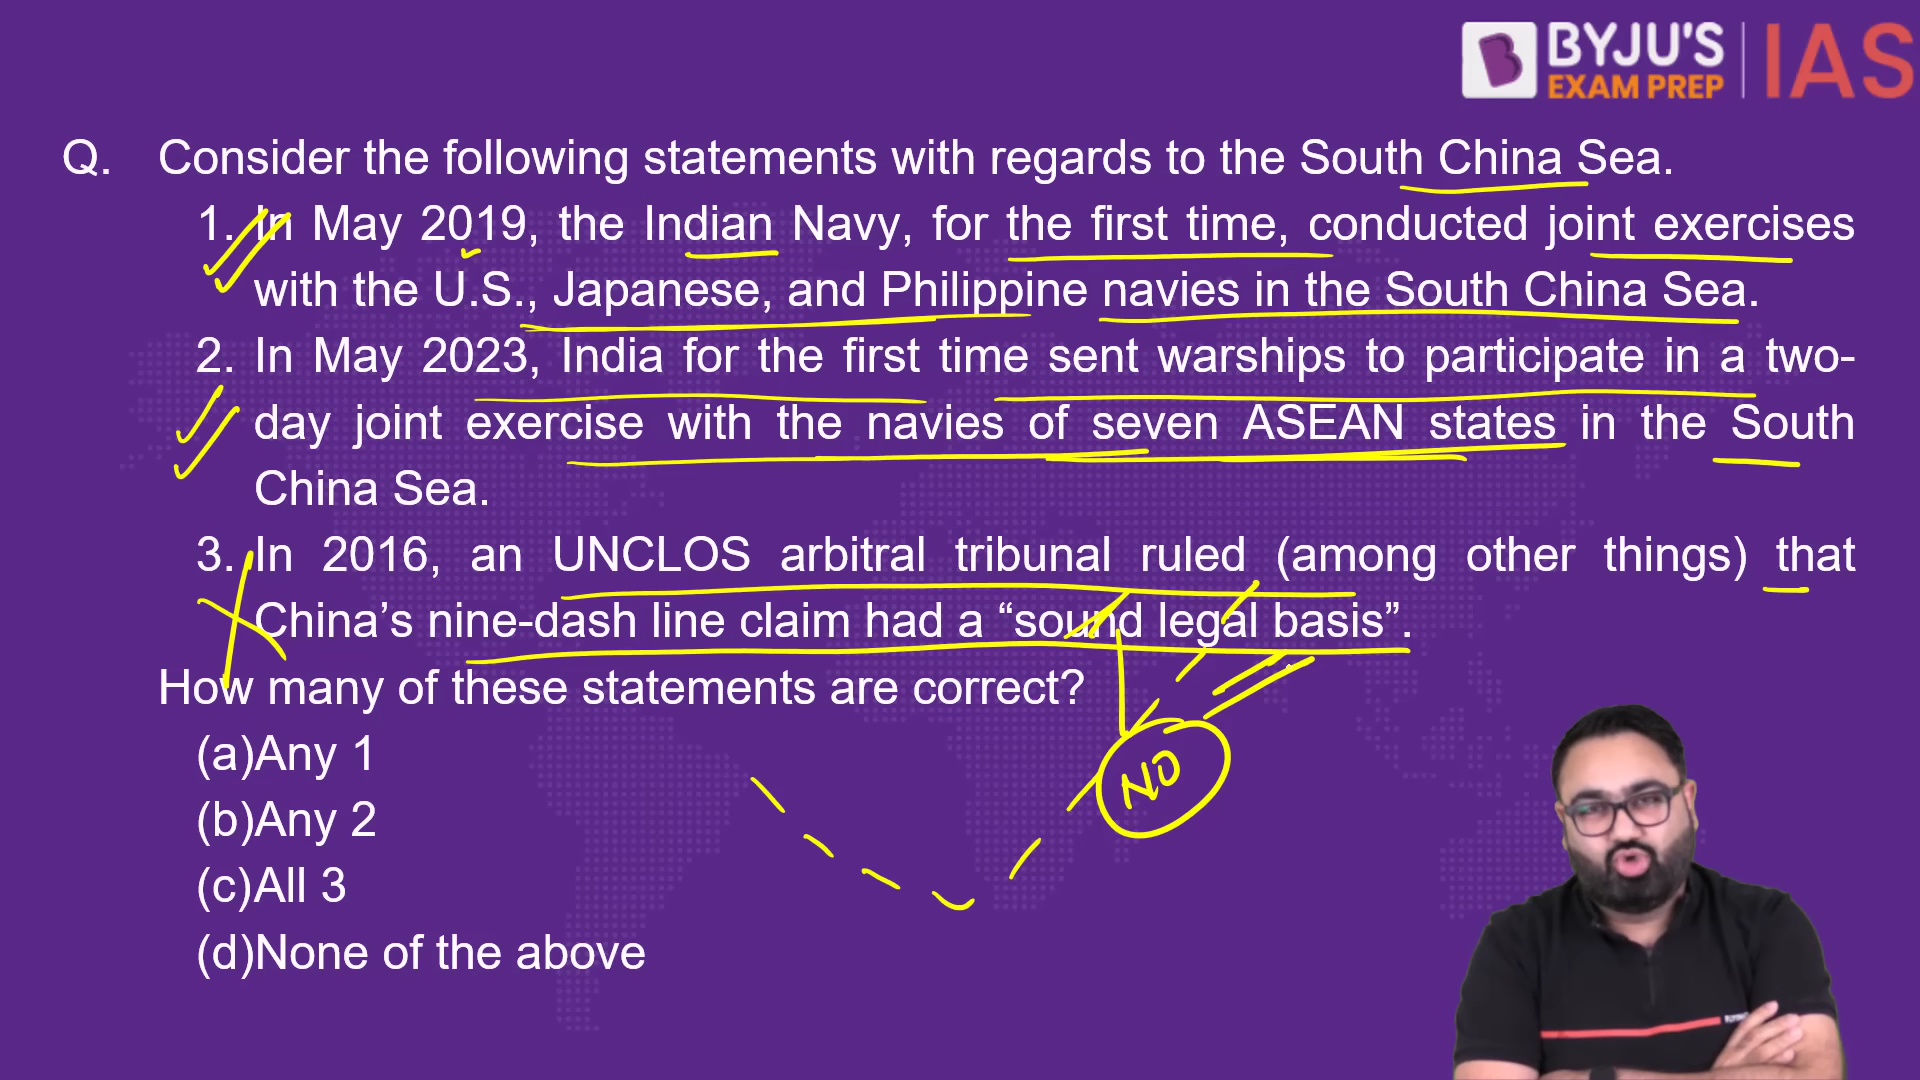 BYJU'S
EXAM PREP
IAS
Q. Consider the following statements with regards to the South China Sea.
1. In May 2019, the Indian Navy, for the first time, conducted joint exercises
with the U.S., Japanese, and Philippine navies in the South China Sea.
2. In May 2023, India for the first time sent warships to participate in a two-
day joint exercise with the navies of seven ASEAN states in the South
China Sea.
3. In 2016, an UNCLOS arbitral tribunal ruled (among other things) that
China’s nine-dash line claim had a “sound legal basis”.
How many of these statements are correct?
(a)Any 1
(b)Any 2
(c)All 3
(d)None of the above
NO